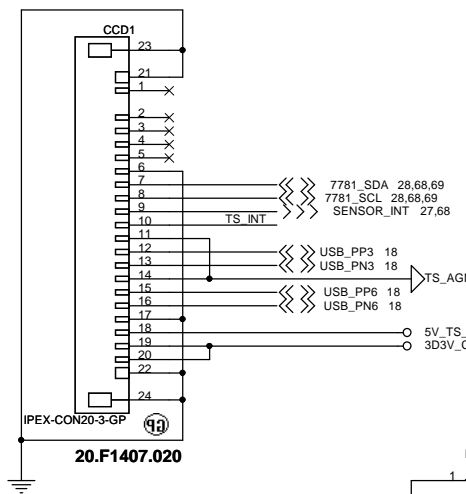 CCD1
23
21
1
2
3
4
5
6
7 7781_SDA 28,68,69
8 7781_SCL 28,68,69
9 SENSOR_INT 27,68
10 TS_INT
11
12 USB_PP3 18
13 USB_PN3 18
14 TS_AG
15 USB_PP6 18
16 USB_PN6 18
17
18 5V_TS_
19 3D3V_
20
22
24
IPEX-CON20-3-GP
GP
20.F1407.020
1